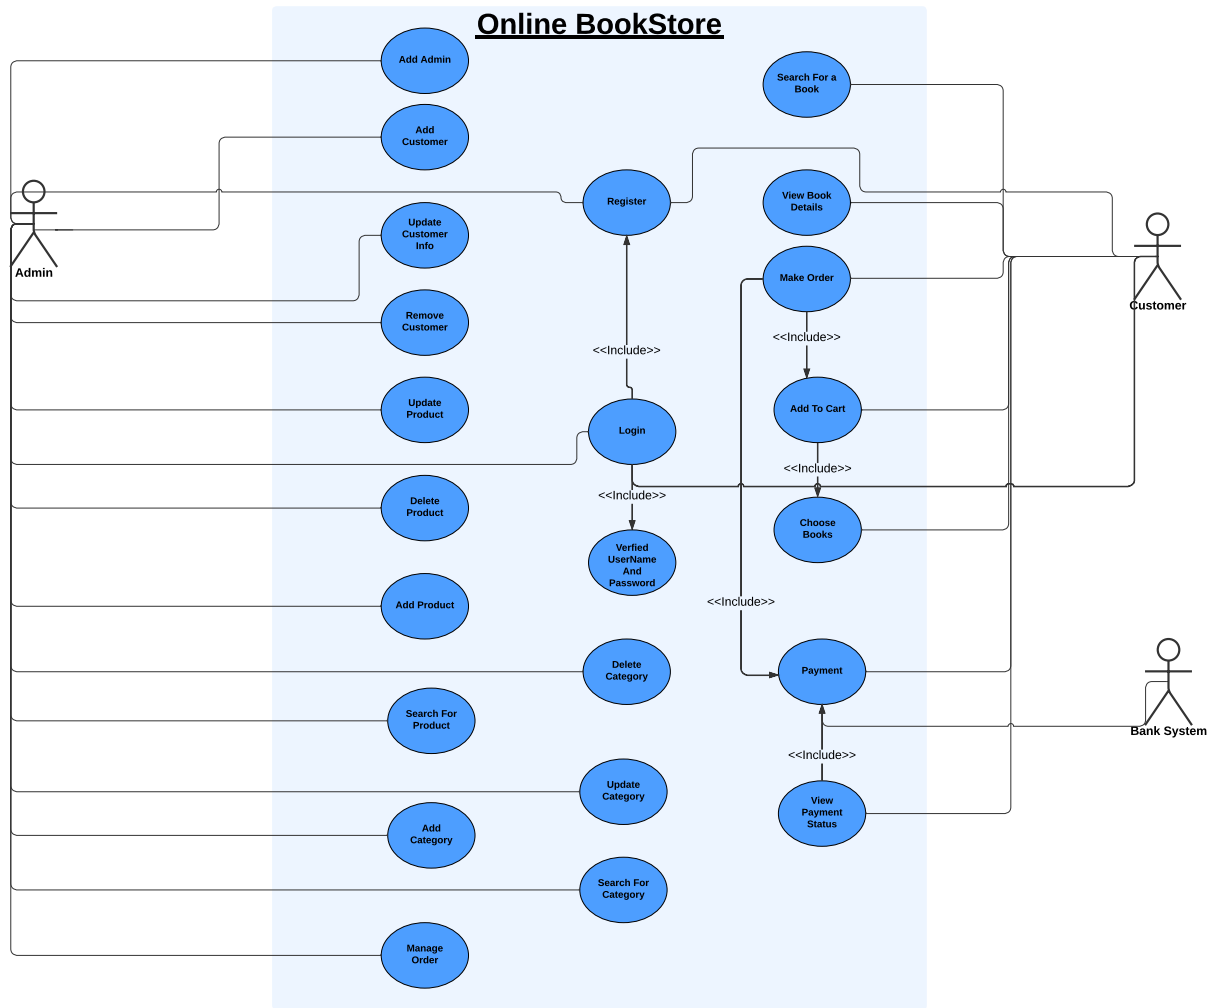 Online BookStore
Add Admin
Search For a
Book
Add
Customer
Register
View Book
Details
Update
Customer
Info
Admin
Customer
Make Order
Remove
Customer
<<Include>>
<<Include>>
Update
Product
Add To Cart
Login
<<Include>>
<<Include>>
Delete
Product
Choose
Books
Verfied
UserName
And
Password
<<Include>>
Add Product
Delete
Category
Payment
Search For
Product
Bank System
<<Include>>
Update
Category
View
Payment
Status
Add
Category
Search For
Category
Manage
Order